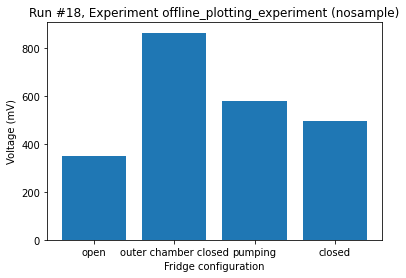 Run #18, Experiment offline_plotting_experiment (nosample)
Voltage (mV)
800
600
400
200
0
open outer chamber closed pumping closed
Fridge configuration